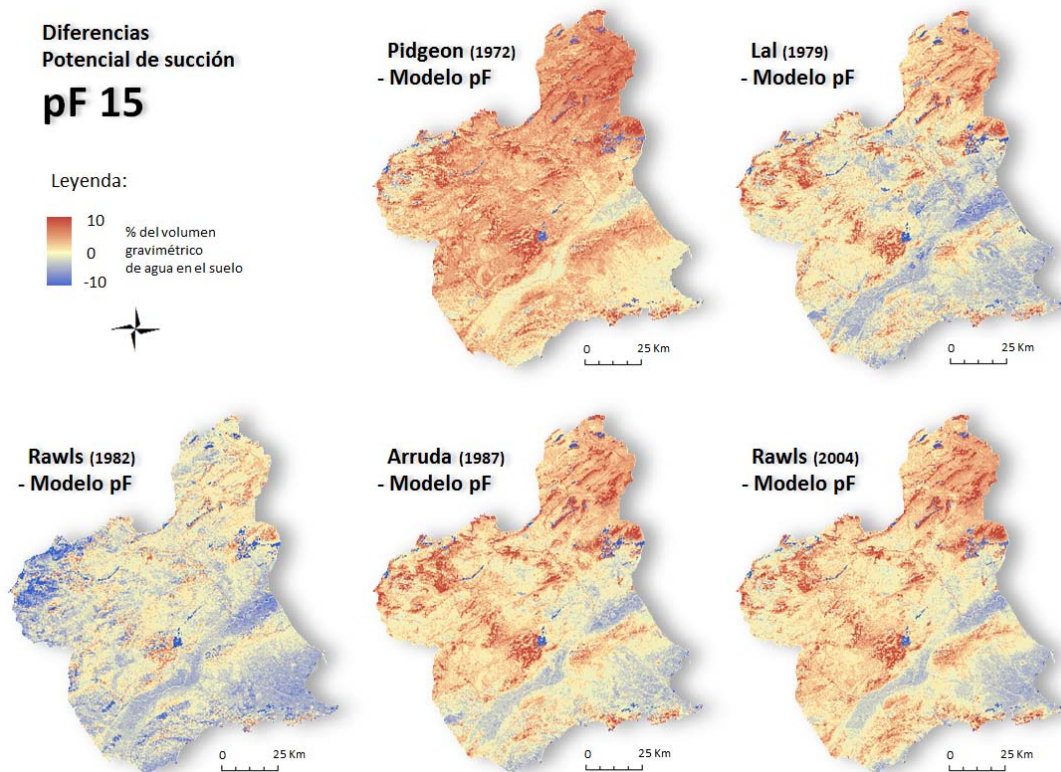 Diferencias
Potencial de succión
pF 15
Leyenda:
10
0
-10
% del volumen
gravimétrico
de agua en el suelo
Pidgeon (1972)
- Modelo pF
0 25 Km
Lal (1979)
- Modelo pF
0 25 Km
Rawls (1982)
- Modelo pF
0 25 Km
Arruda (1987)
- Modelo pF
0 25 Km
Rawls (2004)
- Modelo pF
0 25 Km